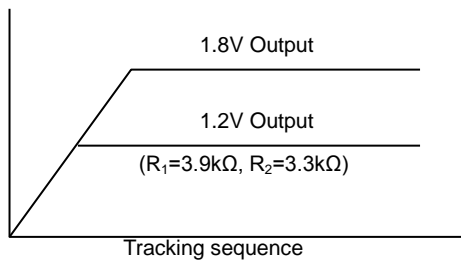 1.8V Output
1.2V Output
(R₁=3.9kΩ, R₂=3.3kΩ)
Tracking sequence